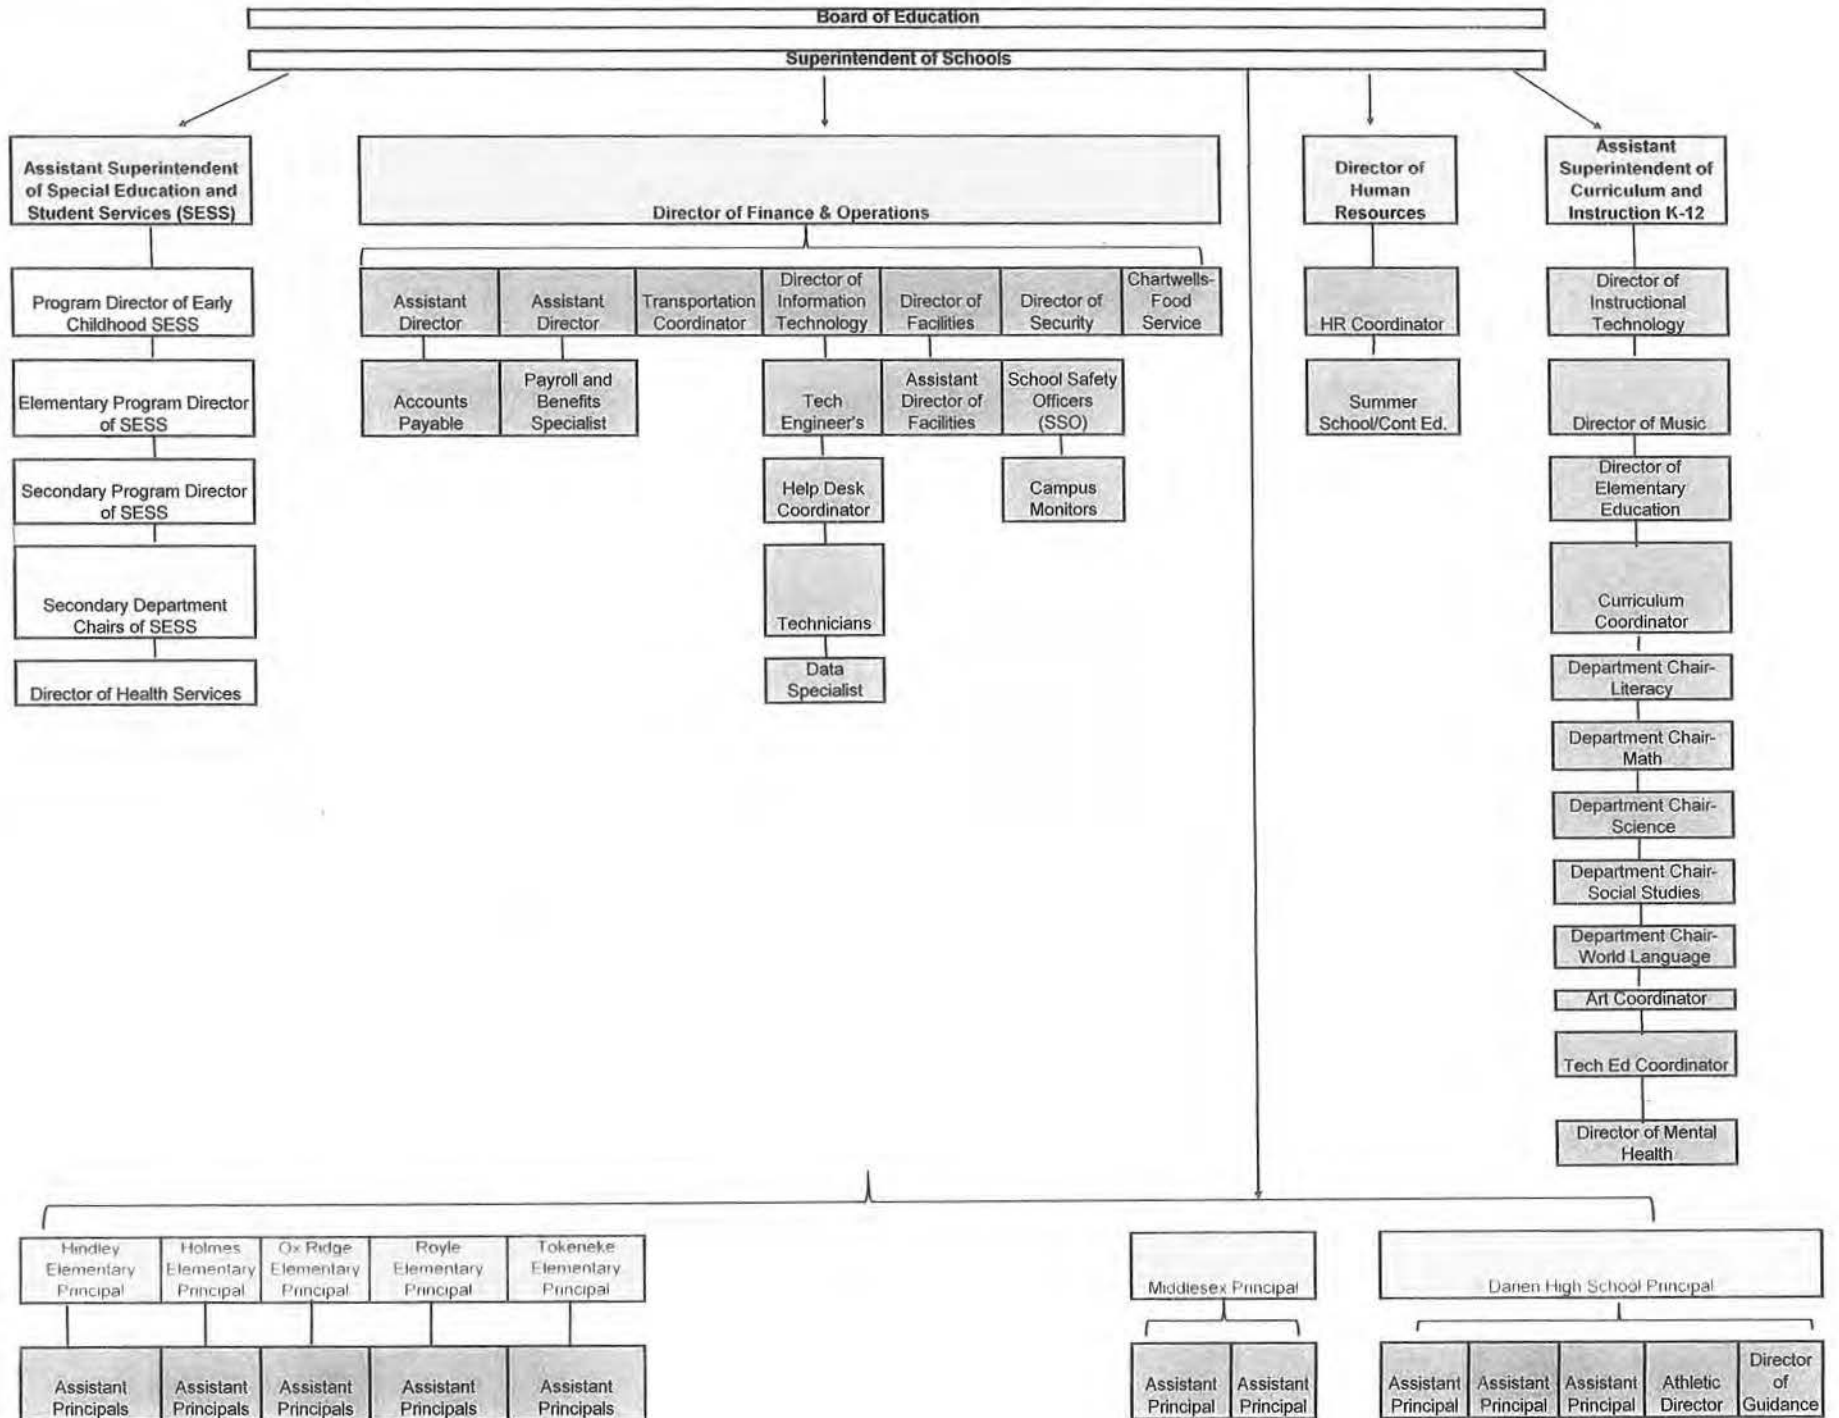 Board of Education
Superintendent of Schools
Assistant Superintendent
of Special Education and
Student Services (SESS)
Director of Finance & Operations
Director of
Human
Resources
Assistant
Superintendent of
Curriculum and
Instruction K-12
Program Director of Early
Childhood SESS
Assistant
Director
Assistant
Director
Transportation
Coordinator
Director of
Information
Technology
Director of
Facilities
Director of
Security
Chartwells-
Food
Service
HR Coordinator
Director of
Instructional
Technology
Elementary Program Director
of SESS
Accounts
Payable
Payroll and
Benefits
Specialist
Tech
Engineer's
Assistant
Director of
Facilities
School Safety
Officers
(SSO)
Summer
School/Cont Ed.
Director of Music
Secondary Program Director
of SESS
Help Desk
Coordinator
Campus
Monitors
Director of
Elementary
Education
Secondary Department
Chairs of SESS
Technicians
Curriculum
Coordinator
Director of Health Services
Data
Specialist
Department Chair-
Literacy
Department Chair-
Math
Department Chair-
Science
Department Chair-
Social Studies
Department Chair-
World Language
Art Coordinator
Tech Ed Coordinator
Director of Mental
Health
Hindley
Elementary
Principal
Holmes
Elementary
Principal
Ox Ridge
Elementary
Principal
Royle
Elementary
Principal
Tokeneke
Elementary
Principal
Middlesex Principal
Darien High School Principal
Assistant
Principals
Assistant
Principals
Assistant
Principals
Assistant
Principals
Assistant
Principals
Assistant
Principal
Assistant
Principal
Assistant
Principal
Assistant
Principal
Assistant
Principal
Athletic
Director
Director
of
Guidance